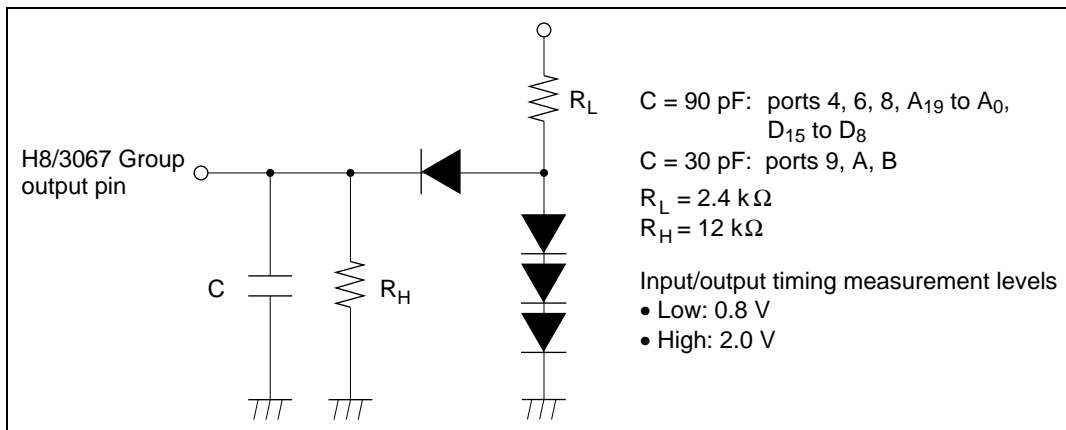 H8/3067 Group
output pin
C
R_H
R_L
C = 90 pF: ports 4, 6, 8, A19 to A0,
D15 to D8
C = 30 pF: ports 9, A, B
R_L = 2.4 kΩ
R_H = 12 kΩ
Input/output timing measurement levels
• Low: 0.8 V
• High: 2.0 V